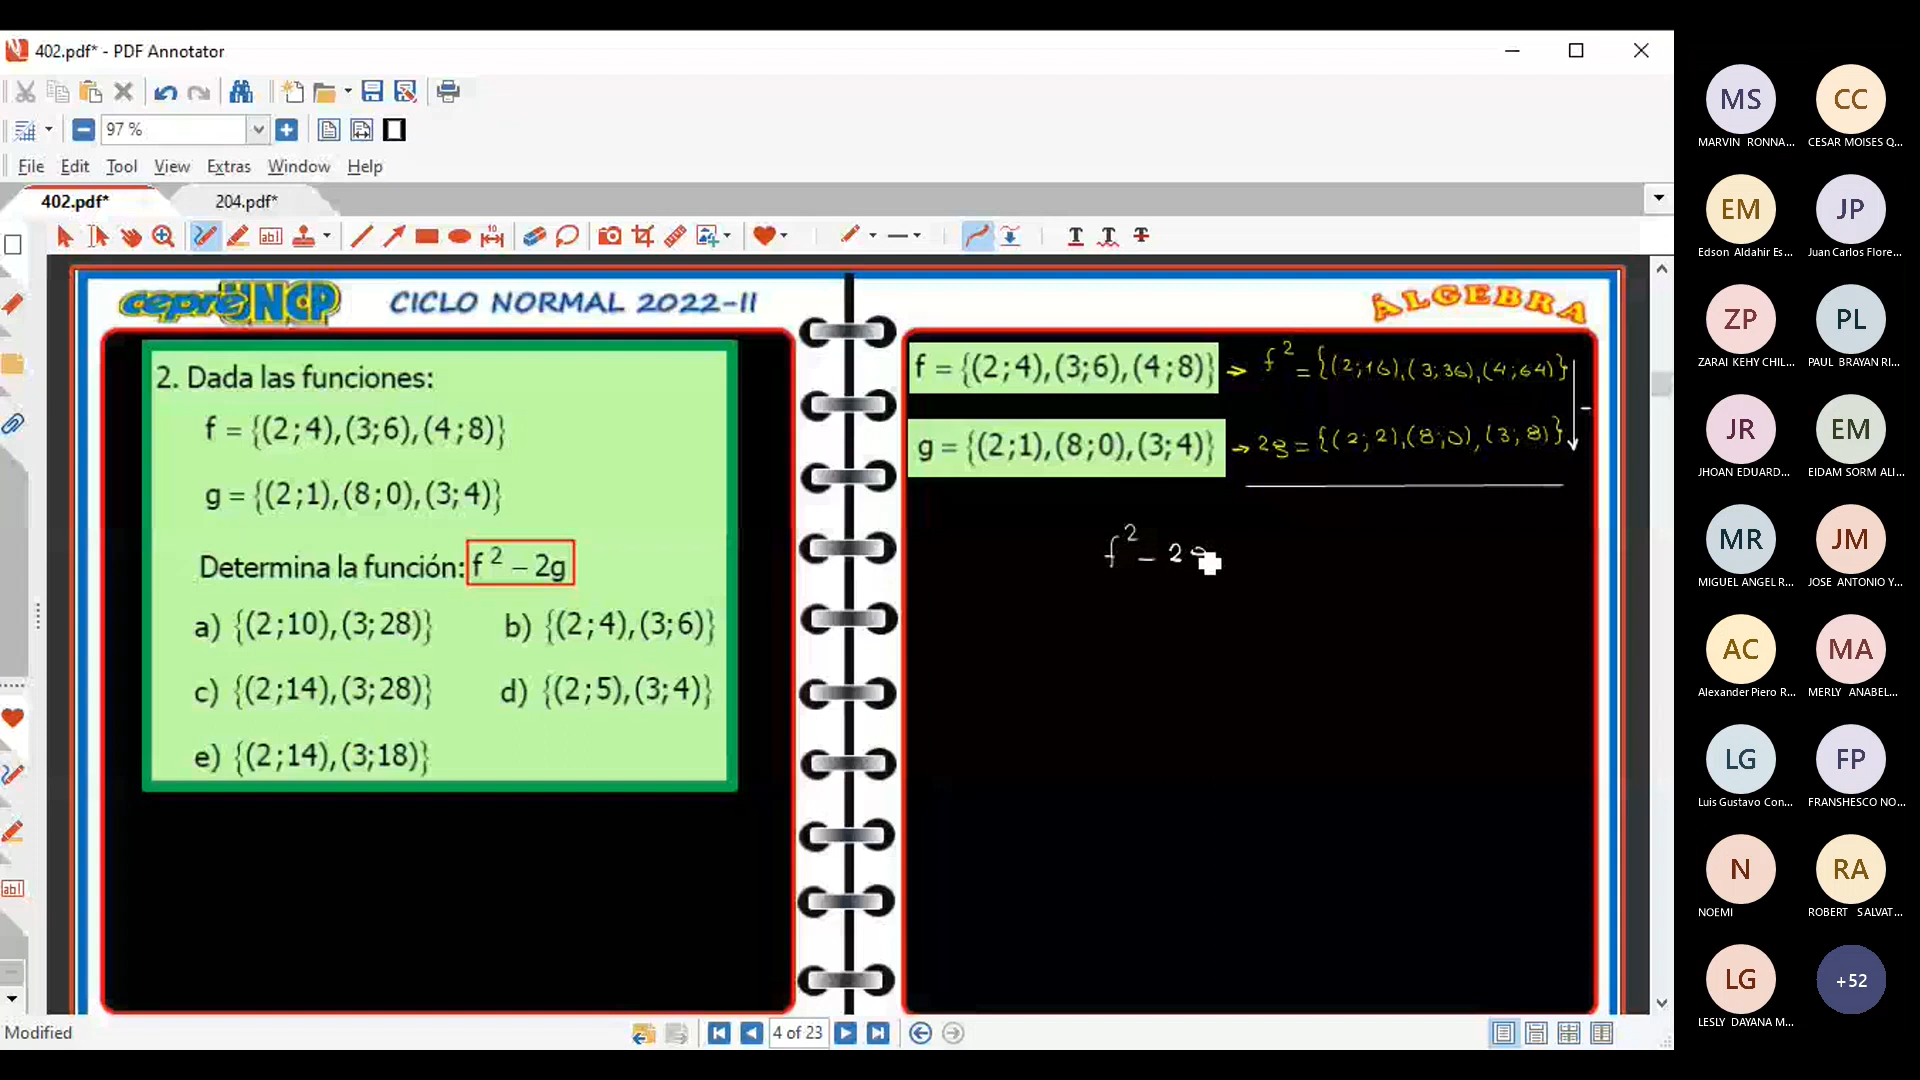 402.pdf* - PDF Annotator
97 %
File Edit Tool View Extras Window Help
402.pdf* 204.pdf*
cepre UNCP CICLO NORMAL 2022-II ÁLGEBRA
2. Dada las funciones:
f = {(2;4),(3;6),(4;8)}
g = {(2;1),(8;0),(3;4)}
Determina la función: f² – 2g
a) {(2;10),(3;28)} b) {(2;4),(3;6)}
c) {(2;14),(3;28)} d) {(2;5),(3;4)}
e) {(2;14),(3;18)}
f = {(2;4),(3;6),(4;8)} → f² = {(2;16),(3;36),(4;64)}
–
g = {(2;1),(8;0),(3;4)} → 2g = {(2;2),(8;0),(3;8)}
f² – 2
Modified 4 of 23
MS CC
MARVIN RONNA... CESAR MOISES Q...
EM JP
Edson Aldahir Es... Juan Carlos Flore...
ZP PL
ZARAI KEHY CHIL... PAUL BRAYAN RI...
JR EM
JHOAN EDUARD... EIDAM SORM ALI...
MR JM
MIGUEL ANGEL R... JOSE ANTONIO Y...
AC MA
Alexander Piero R... MERLY ANABEL...
LG FP
Luis Gustavo Con... FRANSHESCO NO...
N RA
NOEMI ROBERT SALVAT...
LG +52
LESLY DAYANA M...